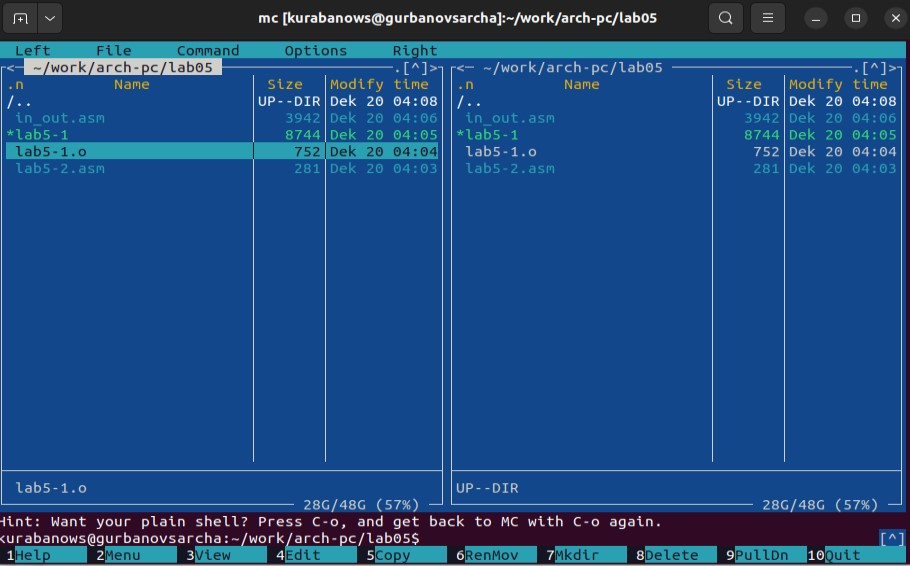 mc [kurabanows@gurbanovsarcha]:~/work/arch-pc/lab05
Left File Command Options Right
<─ ~/work/arch-pc/lab05 ─.[^]>
.n Name Size Modify time
/.. UP--DIR Dek 20 04:08
in_out.asm 3942 Dek 20 04:06
*lab5-1 8744 Dek 20 04:05
lab5-1.o 752 Dek 20 04:04
lab5-2.asm 281 Dek 20 04:03
lab5-1.o
28G/48G (57%)
<─ ~/work/arch-pc/lab05 ─.[^]>
.n Name Size Modify time
/.. UP--DIR Dek 20 04:08
in_out.asm 3942 Dek 20 04:06
*lab5-1 8744 Dek 20 04:05
lab5-1.o 752 Dek 20 04:04
lab5-2.asm 281 Dek 20 04:03
UP--DIR
28G/48G (57%)
Hint: Want your plain shell? Press C-o, and get back to MC with C-o again.
kurabanows@gurbanovsarcha:~/work/arch-pc/lab05$ [^]
1Help 2Menu 3View 4Edit 5Copy 6RenMov 7Mkdir 8Delete 9PullDn 10Quit